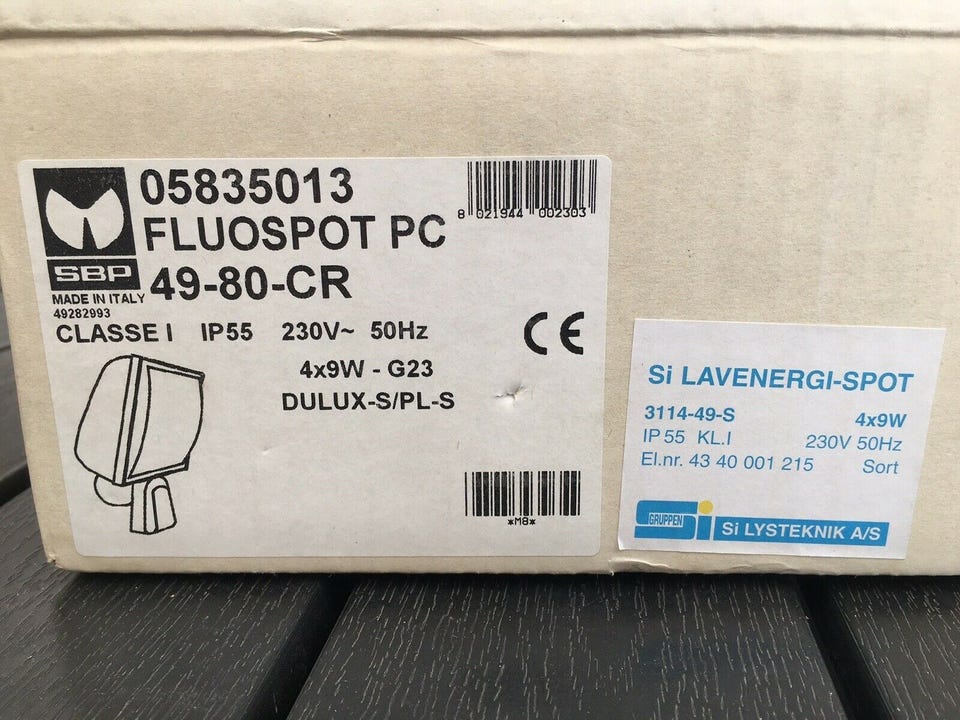 05835013
8 021944 002303
FLUOSPOT PC
SBP
49-80-CR
MADE IN ITALY
49282993
CLASSE I IP55 230V~ 50Hz
CE
4x9W - G23
DULUX-S/PL-S
*M8*
Si LAVENERGI-SPOT
3114-49-S 4x9W
IP 55 KL.I 230V 50Hz
El.nr. 43 40 001 215 Sort
GRUPPEN Si
Si LYSTEKNIK A/S